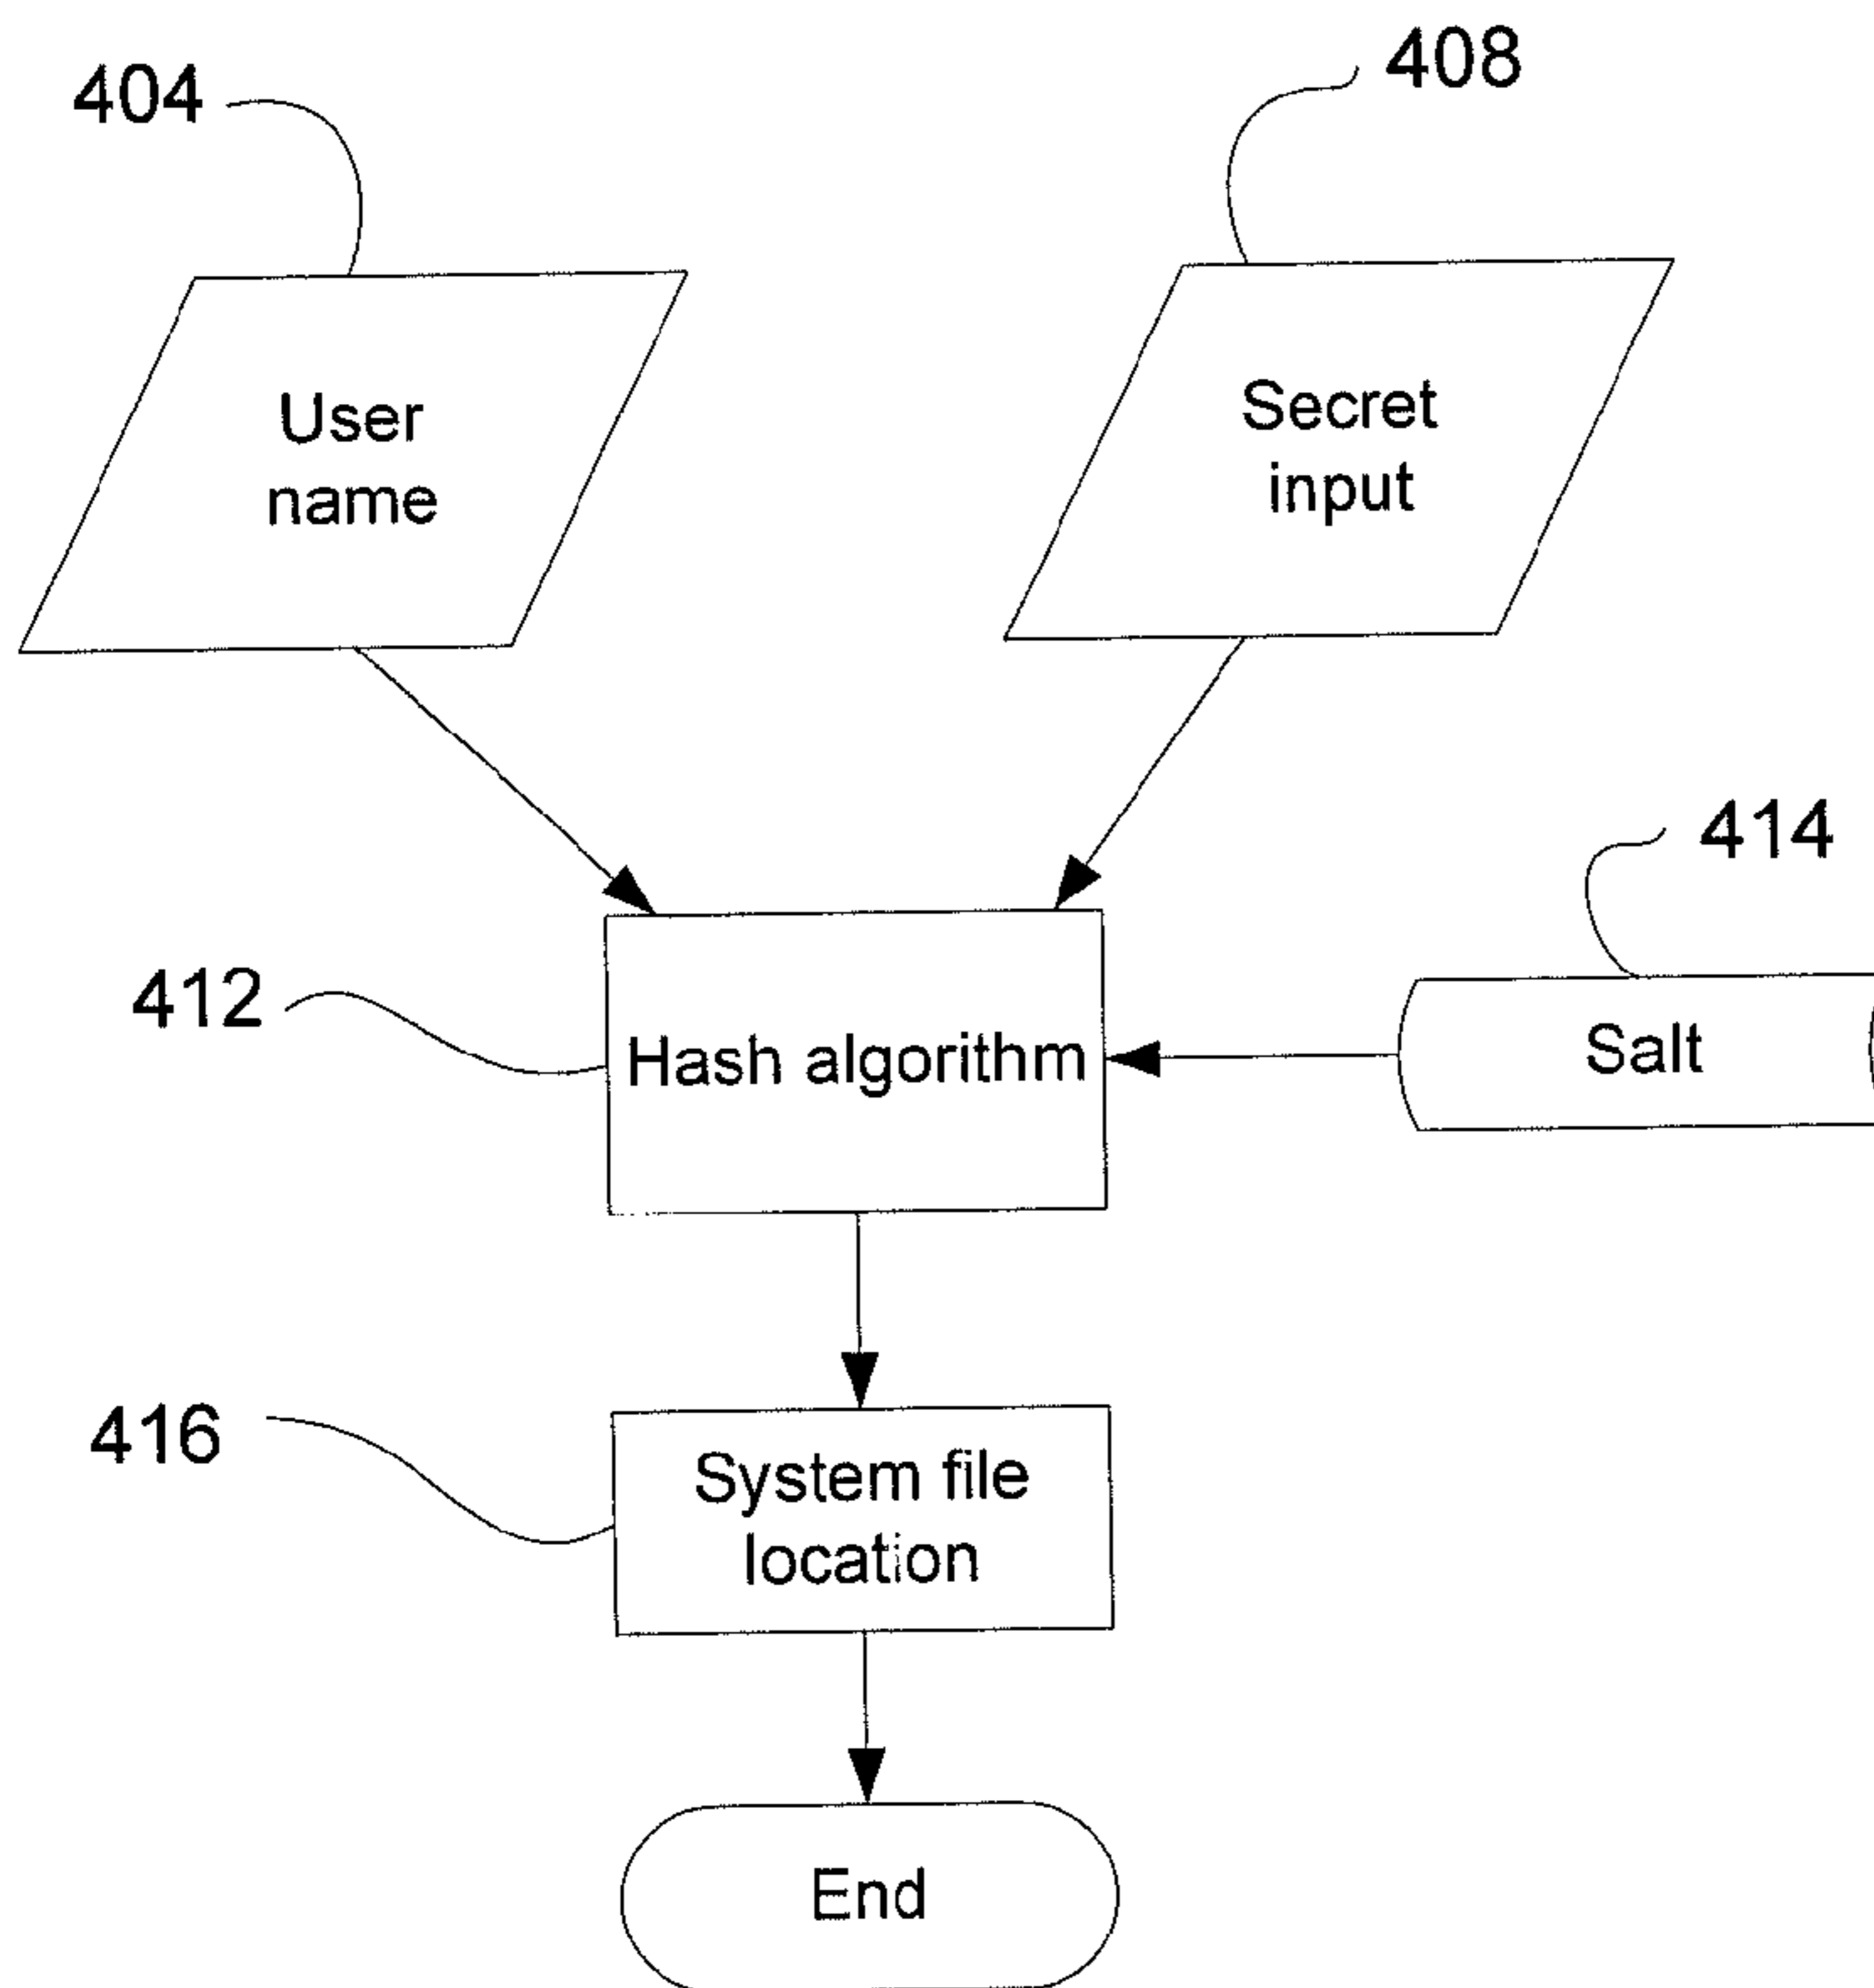 404
408
User
name
Secret
input
414
412
Hash algorithm
Salt
416
System file
location
End